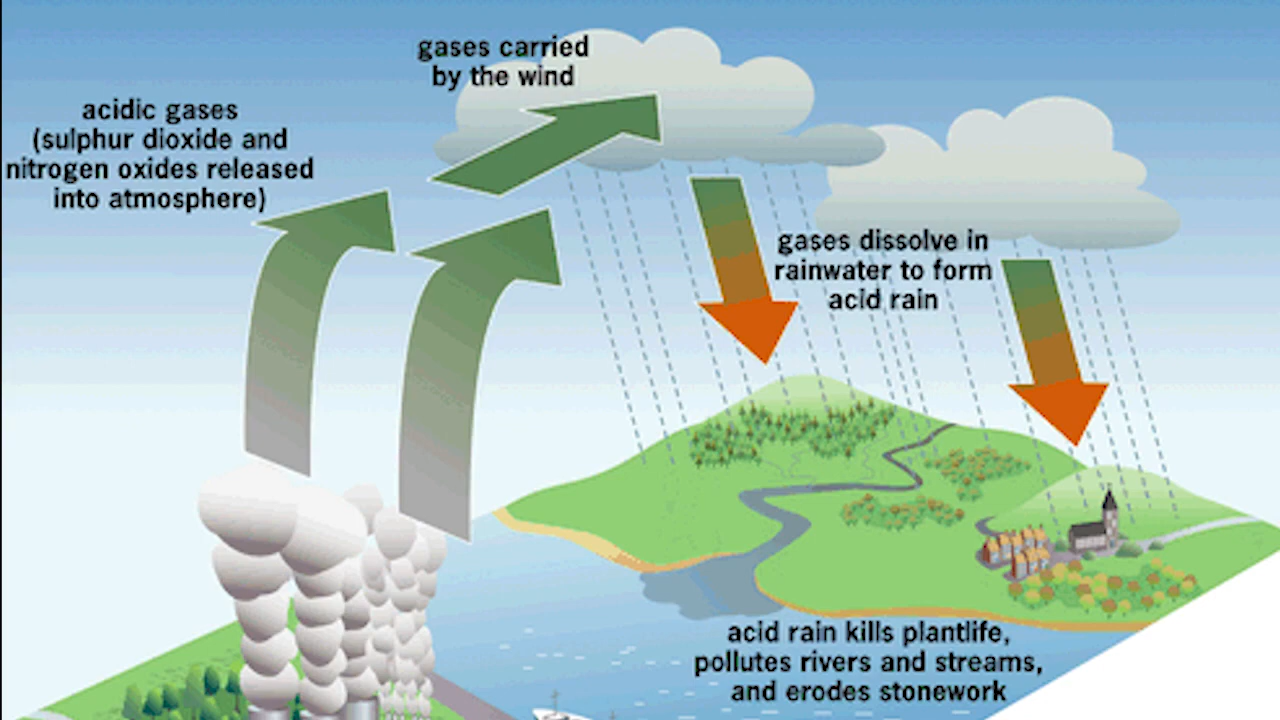 gases carried
by the wind
acidic gases
(sulphur dioxide and
nitrogen oxides released
into atmosphere)
gases dissolve in
rainwater to form
acid rain
acid rain kills plantlife,
pollutes rivers and streams,
and erodes stonework